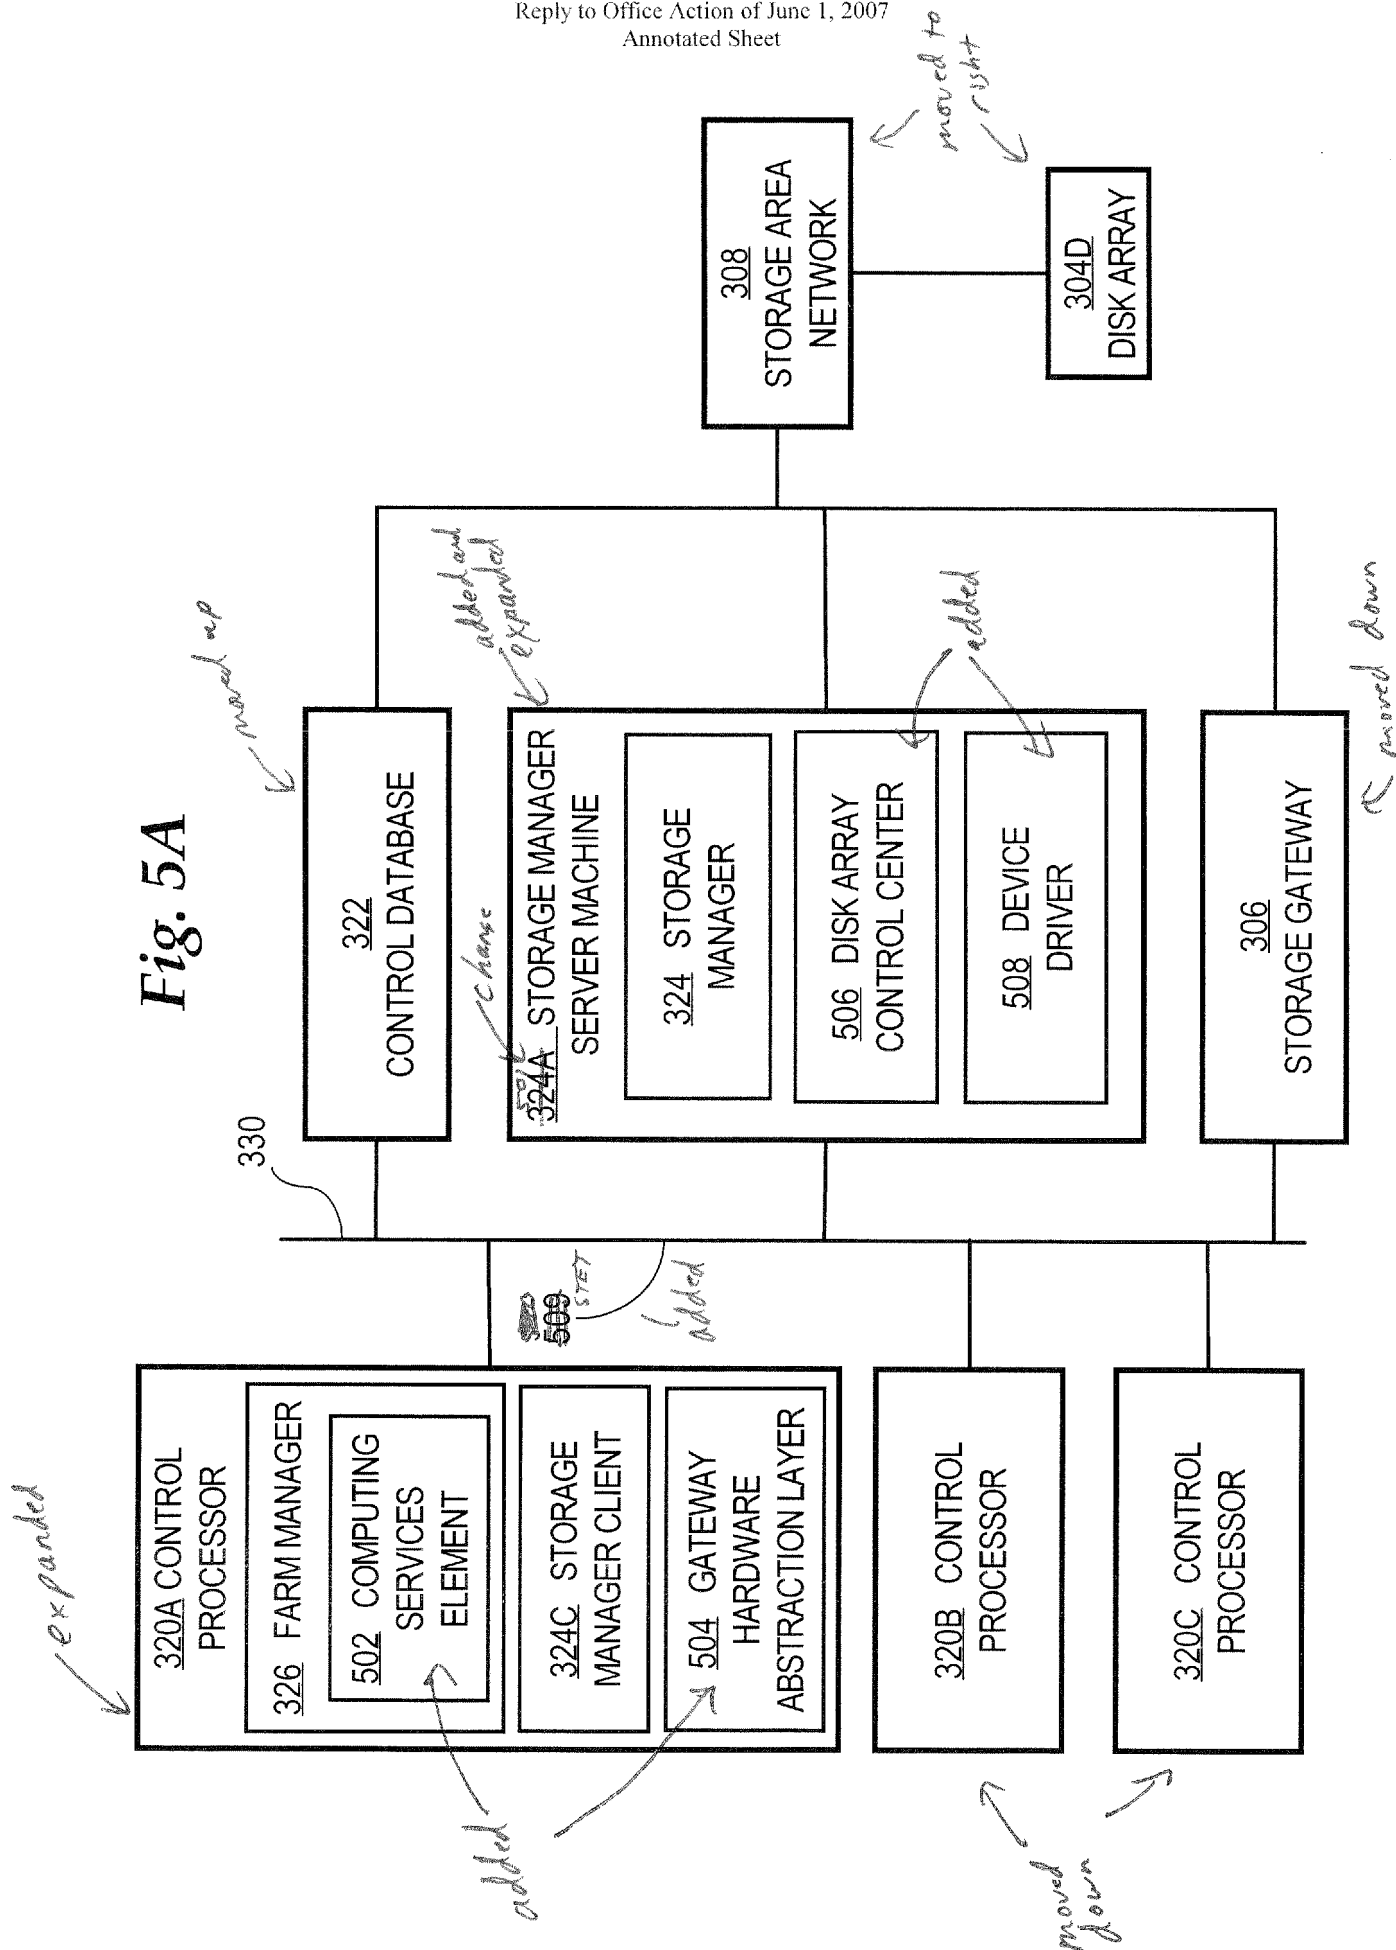 Reply to Office Action of June 1, 2007
Annotated Sheet
Fig. 5A
expanded
320A CONTROL
PROCESSOR
326 FARM MANAGER
502 COMPUTING
SERVICES
ELEMENT
324C STORAGE
MANAGER CLIENT
504 GATEWAY
HARDWARE
ABSTRACTION LAYER
added
320B CONTROL
PROCESSOR
320C CONTROL
PROCESSOR
moved
down
330
509
STET
added
moved up
322
CONTROL DATABASE
change
324A STORAGE MANAGER
SERVER MACHINE
added and
expanded
324 STORAGE
MANAGER
506 DISK ARRAY
CONTROL CENTER
508 DEVICE
DRIVER
added
306
STORAGE GATEWAY
moved down
308
STORAGE AREA
NETWORK
304D
DISK ARRAY
moved to
right